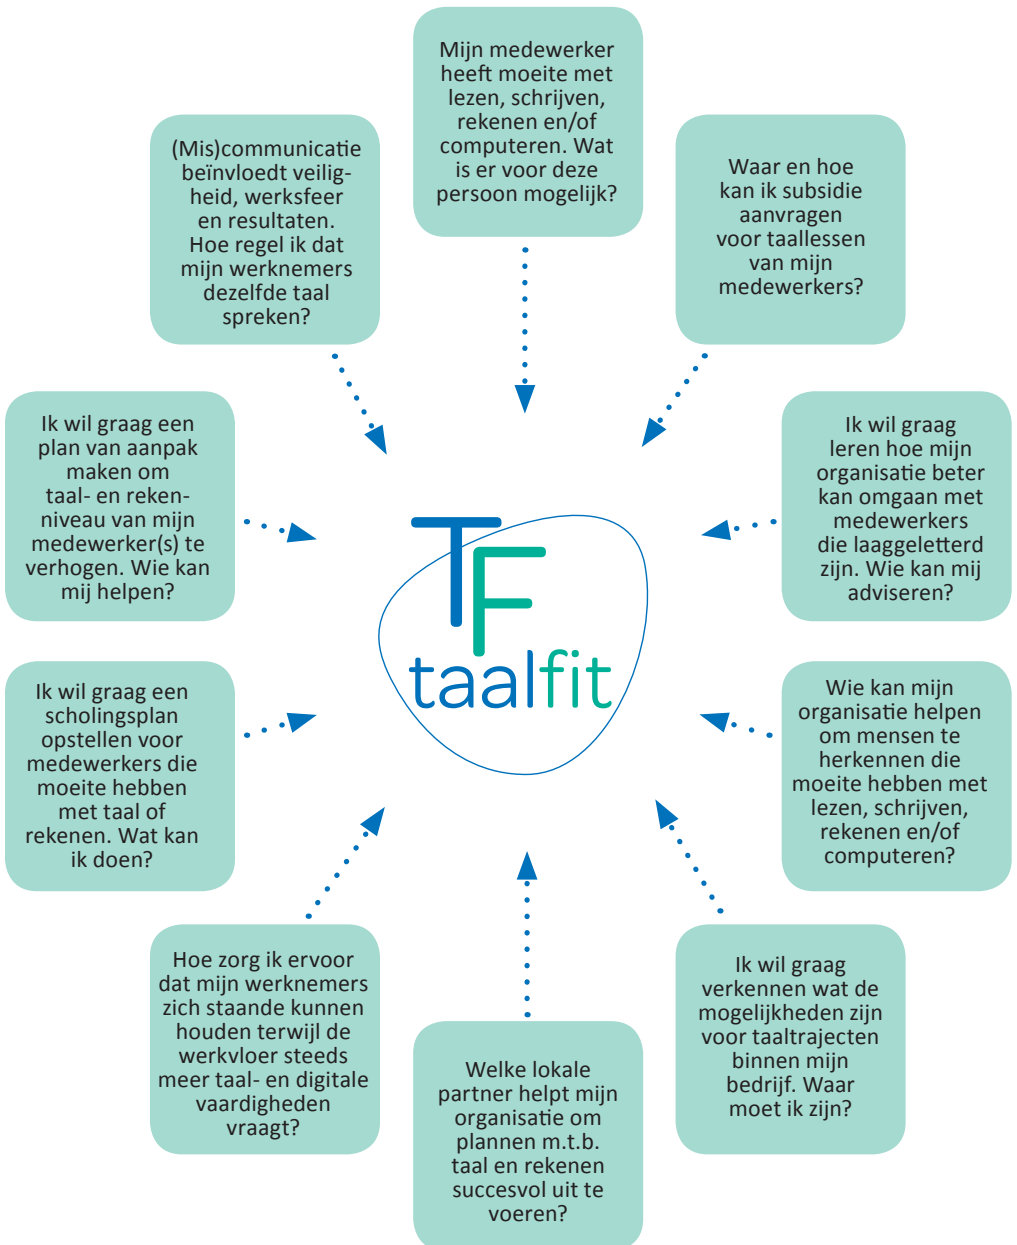 Mijn medewerker
heeft moeite met
lezen, schrijven,
rekenen en/of
computeren. Wat
is er voor deze
persoon mogelijk?
(Mis)communicatie
beïnvloedt veilig-
heid, werksfeer
en resultaten.
Hoe regel ik dat
mijn werknemers
dezelfde taal
spreken?
Waar en hoe
kan ik subsidie
aanvragen
voor taallessen
van mijn
medewerkers?
Ik wil graag een
plan van aanpak
maken om
taal- en reken-
niveau van mijn
medewerker(s) te
verhogen. Wie kan
mij helpen?
Ik wil graag
leren hoe mijn
organisatie beter
kan omgaan met
medewerkers
die laaggeletterd
zijn. Wie kan mij
adviseren?
TF
taalfit
Ik wil graag een
scholingsplan
opstellen voor
medewerkers die
moeite hebben
met taal of
rekenen. Wat kan
ik doen?
Wie kan mijn
organisatie helpen
om mensen te
herkennen die
moeite hebben met
lezen, schrijven,
rekenen en/of
computeren?
Hoe zorg ik ervoor
dat mijn werknemers
zich staande kunnen
houden terwijl de
werkvloer steeds
meer taal- en digitale
vaardigheden
vraagt?
Welke lokale
partner helpt mijn
organisatie om
plannen m.t.b.
taal en rekenen
succesvol uit te
voeren?
Ik wil graag
verkennen wat de
mogelijkheden zijn
voor taaltrajecten
binnen mijn
bedrijf. Waar
moet ik zijn?